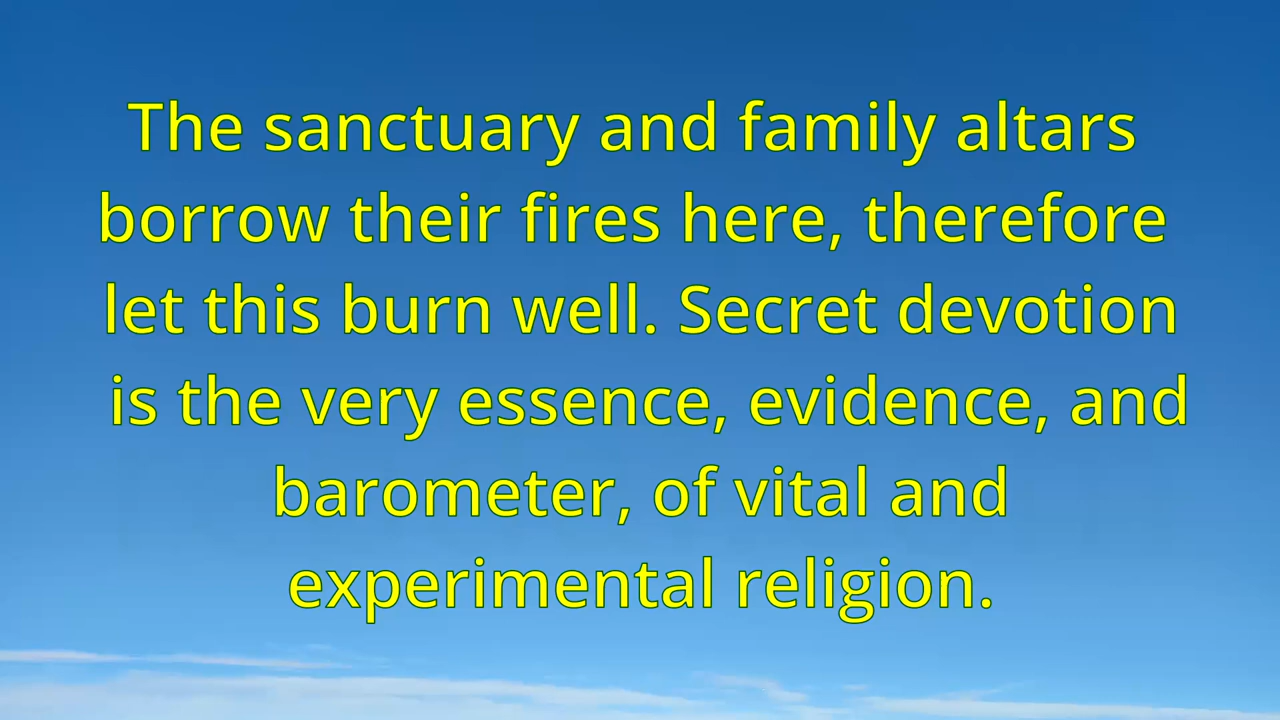 The sanctuary and family altars
borrow their fires here, therefore
let this burn well. Secret devotion
is the very essence, evidence, and
barometer, of vital and
experimental religion.